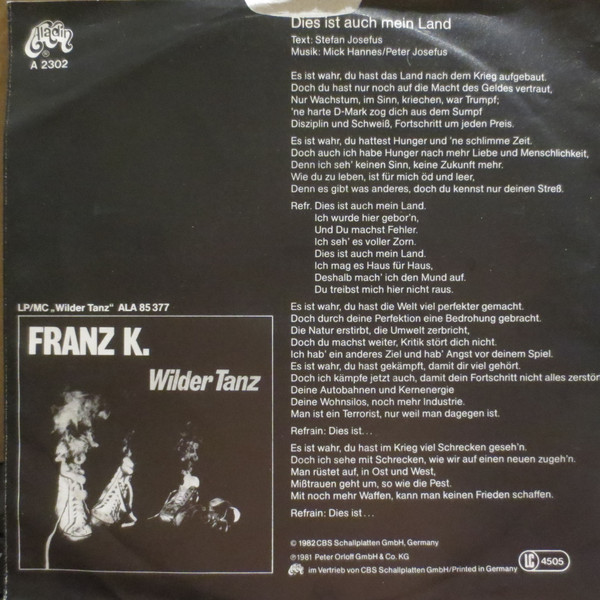 Aladin
®
A 2302
Dies ist auch mein Land
Text: Stefan Josefus
Musik: Mick Hannes/Peter Josefus
Es ist wahr, du hast das Land nach dem Krieg aufgebaut.
Doch du hast nur noch auf die Macht des Geldes vertraut,
Nur Wachstum, im Sinn, kriechen, war Trumpf;
'ne harte D-Mark zog dich aus dem Sumpf
Disziplin und Schweiß, Fortschritt um jeden Preis.
Es ist wahr, du hattest Hunger und 'ne schlimme Zeit.
Doch auch ich habe Hunger nach mehr Liebe und Menschlichkeit,
Denn ich seh' keinen Sinn, keine Zukunft mehr.
Wie du zu leben, ist für mich öd und leer,
Denn es gibt was anderes, doch du kennst nur deinen Streß.
Refr. Dies ist auch mein Land.
Ich wurde hier gebor'n,
Und Du machst Fehler.
Ich seh' es voller Zorn.
Dies ist auch mein Land.
Ich mag es Haus für Haus,
Deshalb mach' ich den Mund auf.
Du treibst mich hier nicht raus.
Es ist wahr, du hast die Welt viel perfekter gemacht.
Doch durch deine Perfektion eine Bedrohung gebracht.
Die Natur erstirbt, die Umwelt zerbricht,
Doch du machst weiter, Kritik stört dich nicht.
Ich hab' ein anderes Ziel und hab' Angst vor deinem Spiel.
Es ist wahr, du hast gekämpft, damit dir viel gehört.
Doch ich kämpfe jetzt auch, damit dein Fortschritt nicht alles zerstör
Deine Autobahnen und Kernenergie
Deine Wohnsilos, noch mehr Industrie.
Man ist ein Terrorist, nur weil man dagegen ist.
Refrain: Dies ist...
Es ist wahr, du hast im Krieg viel Schrecken geseh'n.
Doch ich sehe mit Schrecken, wie wir auf einen neuen zugeh'n.
Man rüstet auf, in Ost und West,
Mißtrauen geht um, so wie die Pest.
Mit noch mehr Waffen, kann man keinen Frieden schaffen.
Refrain: Dies ist...
© 1982 CBS Schallplatten GmbH, Germany
℗ 1981 Peter Orloff GmbH & Co. KG
im Vertrieb von CBS Schallplatten GmbH/Printed in Germany
LC 4505
LP/MC „Wilder Tanz" ALA 85 377
FRANZ K.
Wilder Tanz